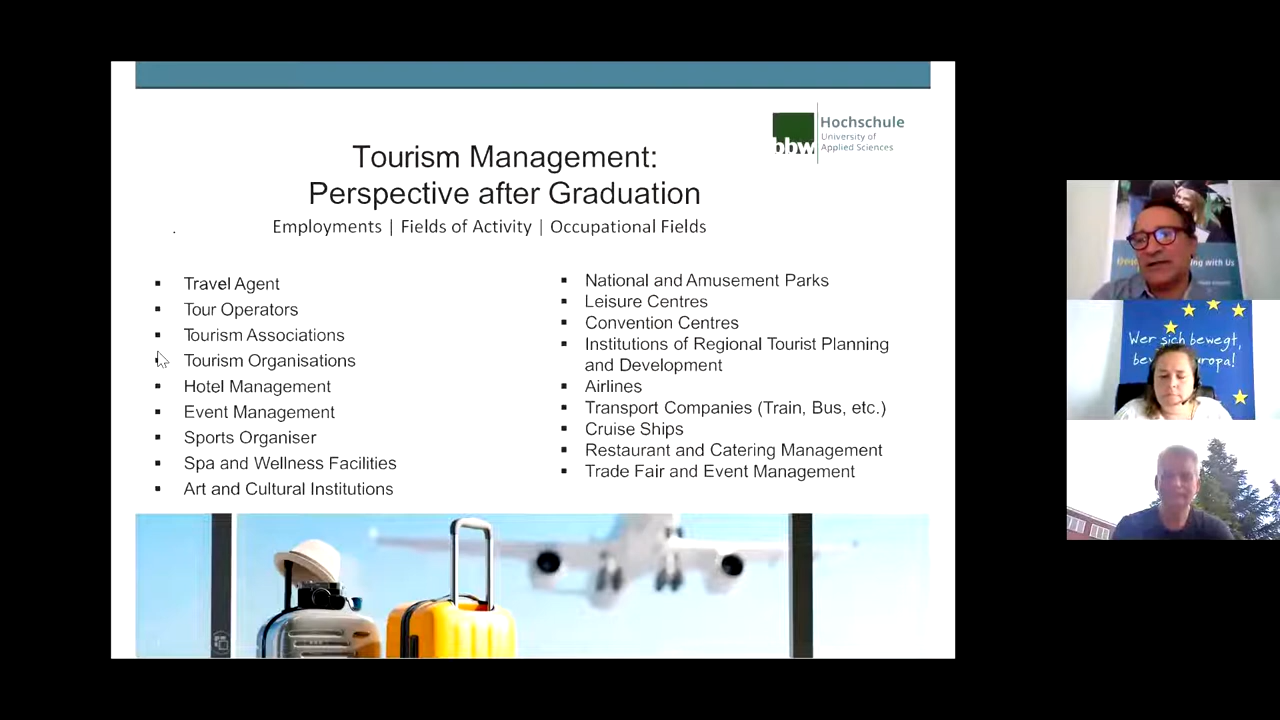 bbw
Hochschule
University of
Applied Sciences
Tourism Management:
Perspective after Graduation
Employments | Fields of Activity | Occupational Fields
Travel Agent
Tour Operators
Tourism Associations
Tourism Organisations
Hotel Management
Event Management
Sports Organiser
Spa and Wellness Facilities
Art and Cultural Institutions
National and Amusement Parks
Leisure Centres
Convention Centres
Institutions of Regional Tourist Planning
and Development
Airlines
Transport Companies (Train, Bus, etc.)
Cruise Ships
Restaurant and Catering Management
Trade Fair and Event Management
with Us
Wer sich bewegt,